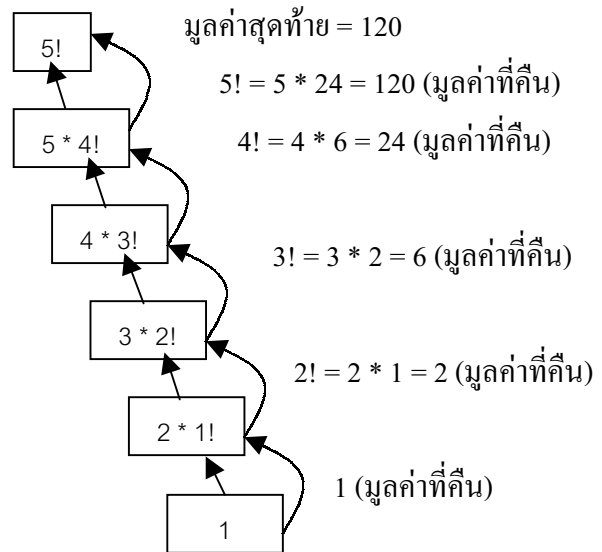 มูลค่าสุดท้าย = 120
5!
5! = 5 * 24 = 120 (มูลค่าที่คืน)
5 * 4!
4! = 4 * 6 = 24 (มูลค่าที่คืน)
4 * 3!
3! = 3 * 2 = 6 (มูลค่าที่คืน)
3 * 2!
2! = 2 * 1 = 2 (มูลค่าที่คืน)
2 * 1!
1 (มูลค่าที่คืน)
1